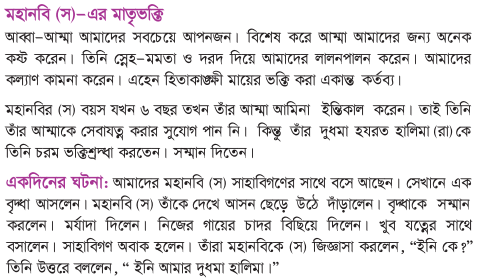 মহানবি (স)-এর মাতৃভক্তি
আব্বা-আম্মা আমাদের সবচেয়ে আপনজন। বিশেষ করে আম্মা আমাদের জন্য অনেক
কষ্ট করেন। তিনি স্নেহ-মমতা ও দরদ দিয়ে আমাদের লালনপালন করেন। আমাদের
কল্যাণ কামনা করেন। এহেন হিতাকাঙ্ক্ষী মায়ের ভক্তি করা একান্ত কর্তব্য।
মহানবির (স) বয়স যখন ৬ বছর তখন তাঁর আম্মা আমিনা ইন্তিকাল করেন। তাই তিনি
তাঁর আম্মাকে সেবাযত্ন করার সুযোগ পান নি। কিন্তু তাঁর দুধমা হযরত হালিমা (রা) কে
তিনি চরম ভক্তিশ্রদ্ধা করতেন। সম্মান দিতেন।
একদিনের ঘটনা: আমাদের মহানবি (স) সাহাবিগণের সাথে বসে আছেন। সেখানে এক
বৃদ্ধা আসলেন। মহানবি (স) তাঁকে দেখে আসন ছেড়ে উঠে দাঁড়ালেন। বৃদ্ধাকে সম্মান
করলেন। মর্যাদা দিলেন। নিজের গায়ের চাদর বিছিয়ে দিলেন। খুব যত্নের সাথে
বসালেন। সাহাবিগণ অবাক হলেন। তাঁরা মহানবিকে (স) জিজ্ঞাসা করলেন, “ইনি কে?”
তিনি উত্তরে বললেন, “ ইনি আমার দুধমা হালিমা।”